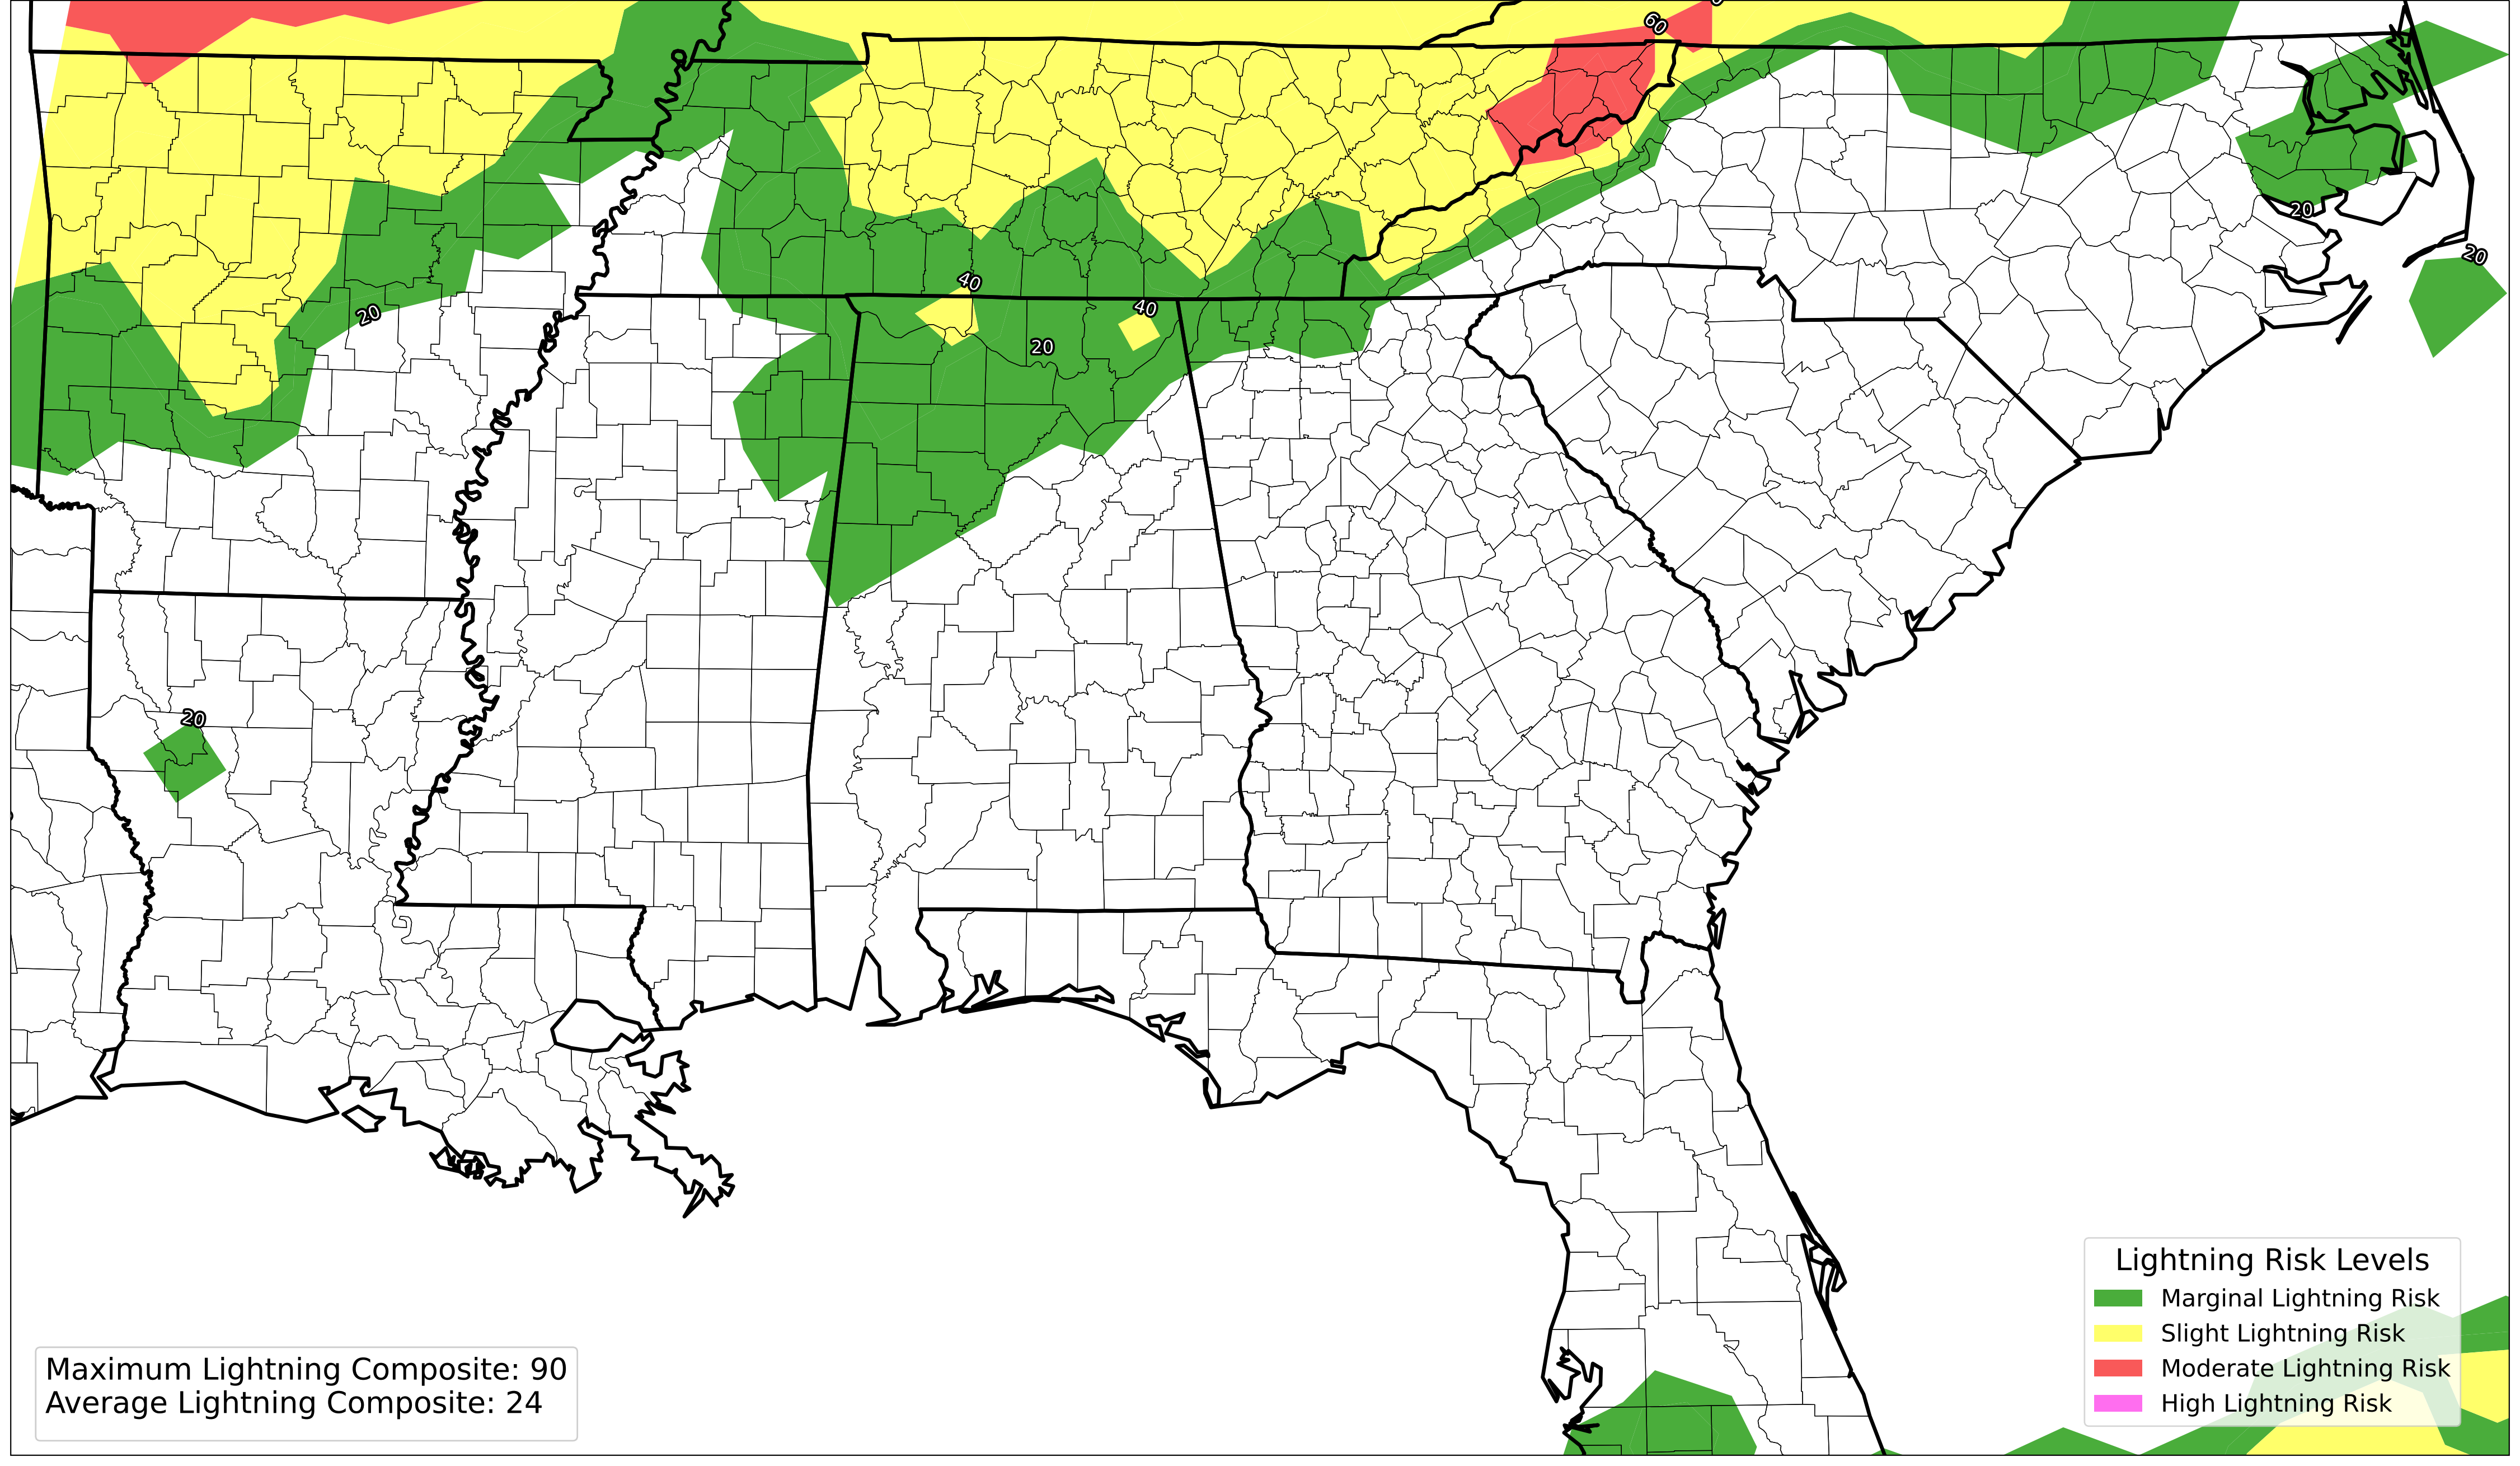 60
20
40
20
40
20
20
20
Lightning Risk Levels
Marginal Lightning Risk
Slight Lightning Risk
Moderate Lightning Risk
High Lightning Risk
Maximum Lightning Composite: 90
Average Lightning Composite: 24